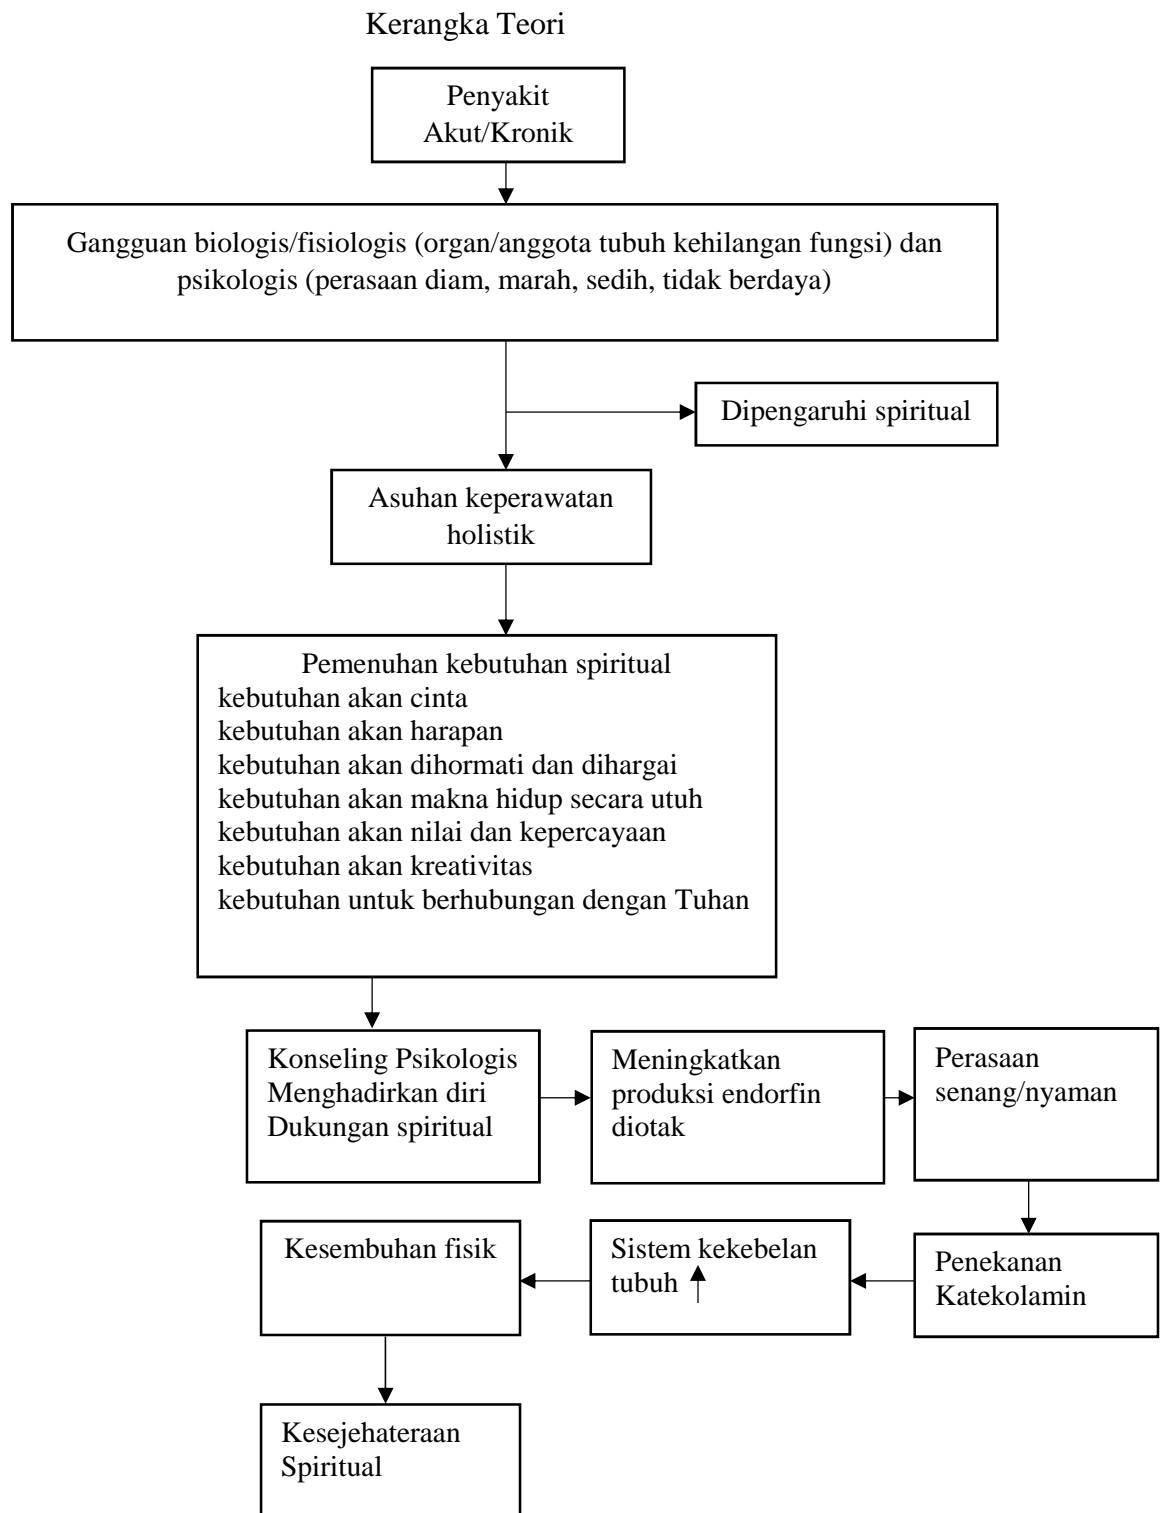 Kerangka Teori
Penyakit
Akut/Kronik
Gangguan biologis/fisiologis (organ/anggota tubuh kehilangan fungsi) dan
psikologis (perasaan diam, marah, sedih, tidak berdaya)
Dipengaruhi spiritual
Asuhan keperawatan
holistik
Pemenuhan kebutuhan spiritual
kebutuhan akan cinta
kebutuhan akan harapan
kebutuhan akan dihormati dan dihargai
kebutuhan akan makna hidup secara utuh
kebutuhan akan nilai dan kepercayaan
kebutuhan akan kreativitas
kebutuhan untuk berhubungan dengan Tuhan
Konseling Psikologis
Menghadirkan diri
Dukungan spiritual
Meningkatkan
produksi endorfin
diotak
Perasaan
senang/nyaman
Penekanan
Katekolamin
Sistem kekebelan
tubuh
Kesembuhan fisik
Kesejehateraan
Spiritual